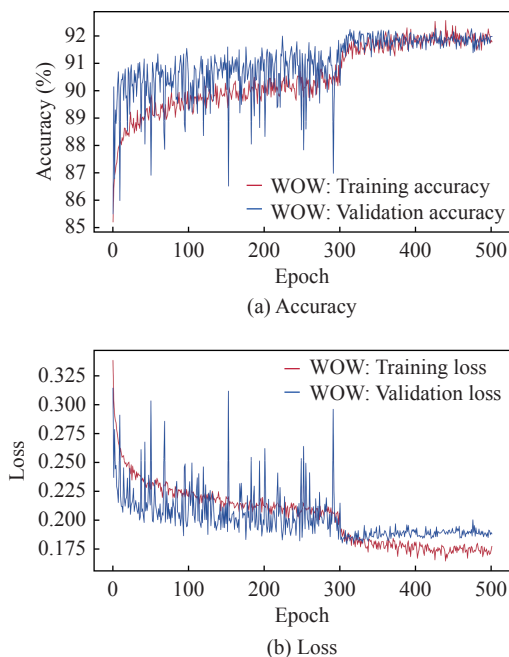 92
91
90
89
88
87
86
85
Accuracy (%)
WOW: Training accuracy
WOW: Validation accuracy
0 100 200 300 400 500
Epoch
(a) Accuracy
0.325
0.300
0.275
0.250
0.225
0.200
0.175
Loss
WOW: Training loss
WOW: Validation loss
0 100 200 300 400 500
Epoch
(b) Loss